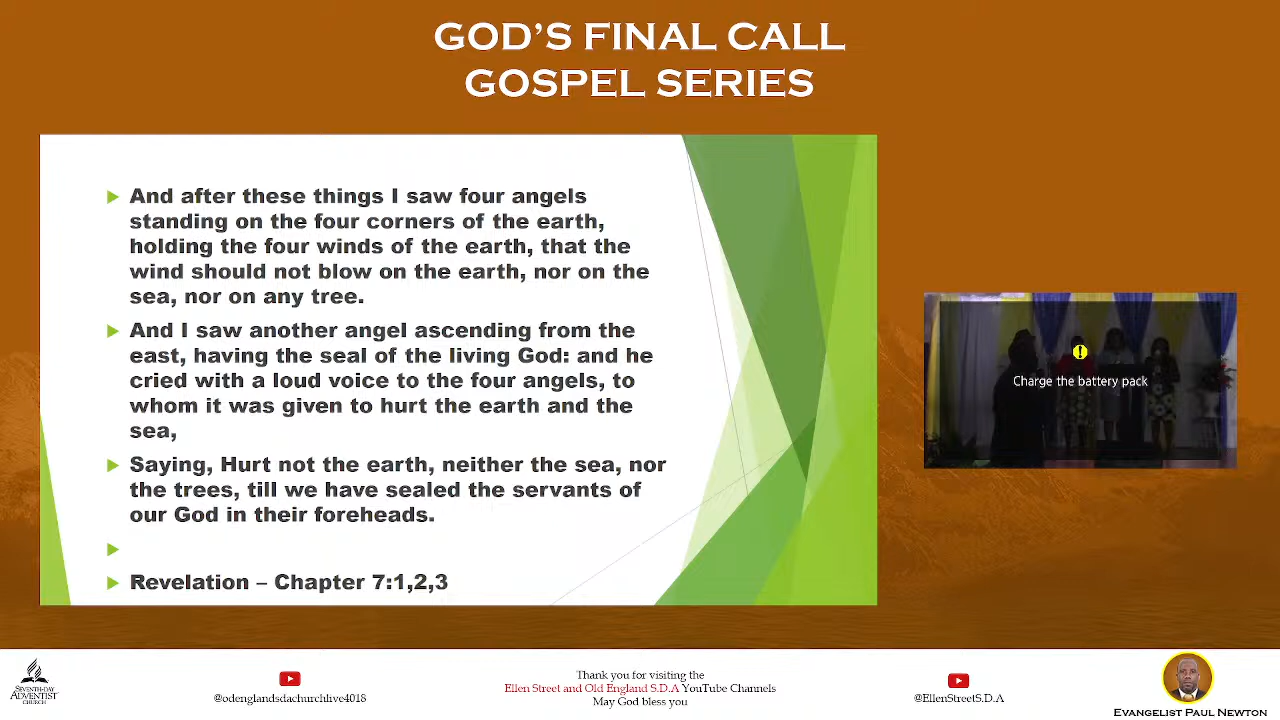 GOD'S FINAL CALL
GOSPEL SERIES
And after these things I saw four angels
standing on the four corners of the earth,
holding the four winds of the earth, that the
wind should not blow on the earth, nor on the
sea, nor on any tree.
And I saw another angel ascending from the
east, having the seal of the living God: and he
cried with a loud voice to the four angels, to
whom it was given to hurt the earth and the
sea,
Saying, Hurt not the earth, neither the sea, nor
the trees, till we have sealed the servants of
our God in their foreheads.
Revelation – Chapter 7:1,2,3
Charge the battery pack
SEVENTH-DAY
ADVENTIST
CHURCH
@odenglandsdachurchlive4018
Thank you for visiting the
Ellen Street and Old England S.D.A YouTube Channels
May God bless you
@EllenStreetS.D.A
EVANGELIST PAUL NEWTON